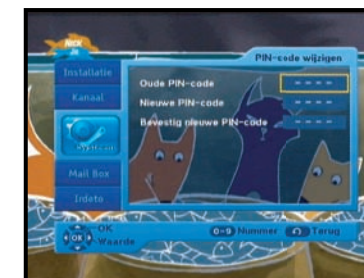 NICK
Jr
PIN-code wijzigen
Installatie
Kanaal
Systeem
Mail Box
Irdeto
Oude PIN-code
Nieuwe PIN-code
Bevestig nieuwe PIN-code
OK
OK
Waarde
0-9 Nummer
Terug